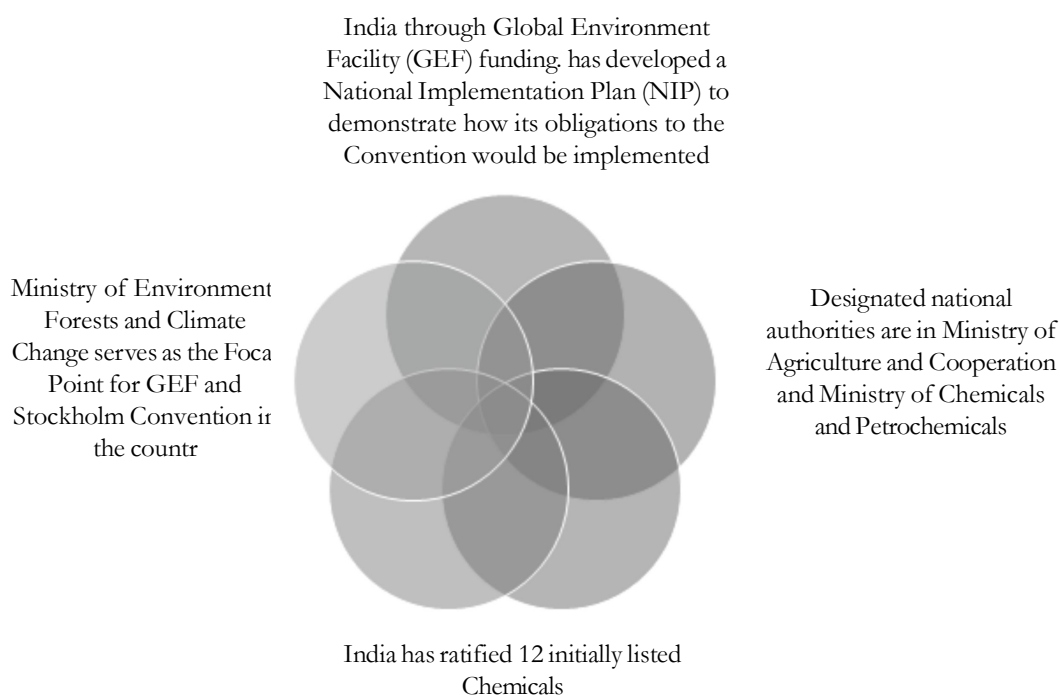 India through Global Environment
Facility (GEF) funding. has developed a
National Implementation Plan (NIP) to
demonstrate how its obligations to the
Convention would be implemented
Ministry of Environment
Forests and Climate
Change serves as the Foca
Point for GEF and
Stockholm Convention in
the countr
Designated national
authorities are in Ministry of
Agriculture and Cooperation
and Ministry of Chemicals
and Petrochemicals
India has ratified 12 initially listed
Chemicals